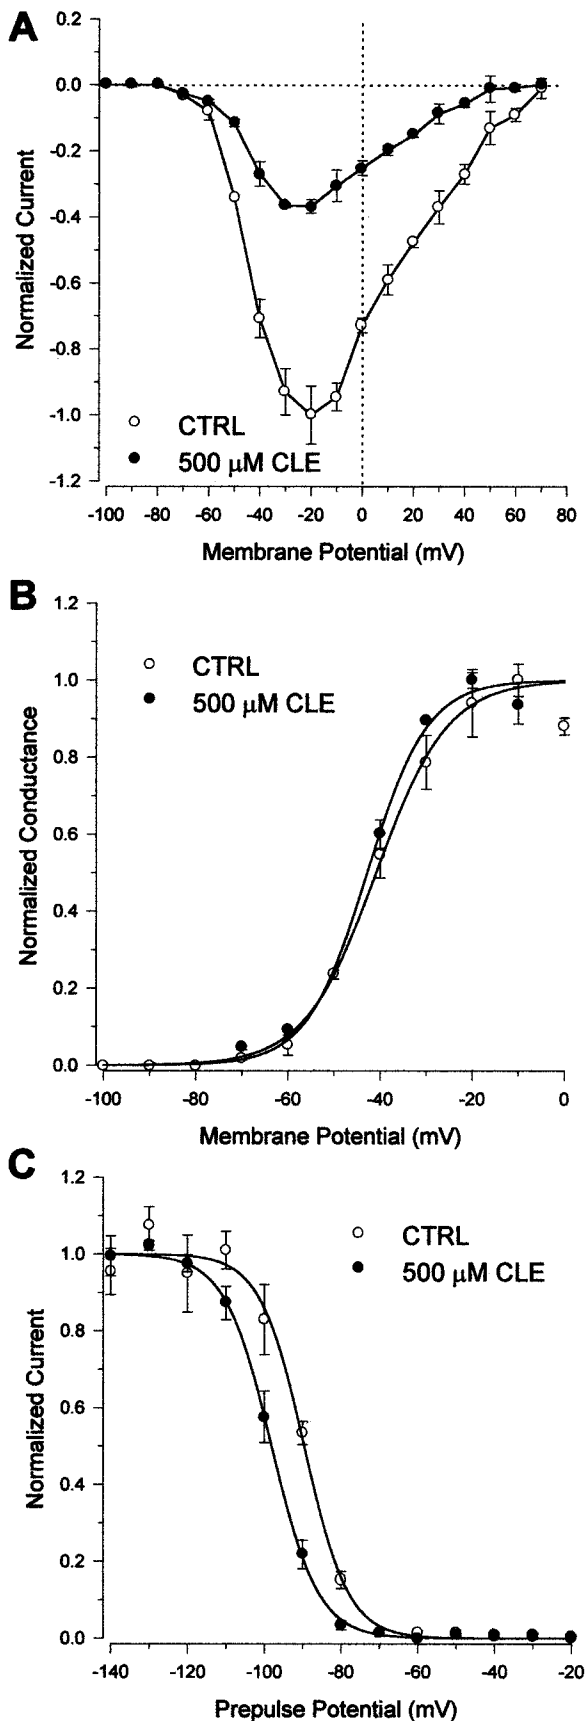 A
0.2
0.0
-0.2
-0.4
-0.6
-0.8
-1.0
-1.2
Normalized Current
CTRL
500 μM CLE
-100 -80 -60 -40 -20 0 20 40 60 80
Membrane Potential (mV)
B
1.2
1.0
0.8
0.6
0.4
0.2
0.0
Normalized Conductance
CTRL
500 μM CLE
-100 -80 -60 -40 -20 0
Membrane Potential (mV)
C
1.2
1.0
0.8
0.6
0.4
0.2
0.0
Normalized Current
CTRL
500 μM CLE
-140 -120 -100 -80 -60 -40 -20
Prepulse Potential (mV)